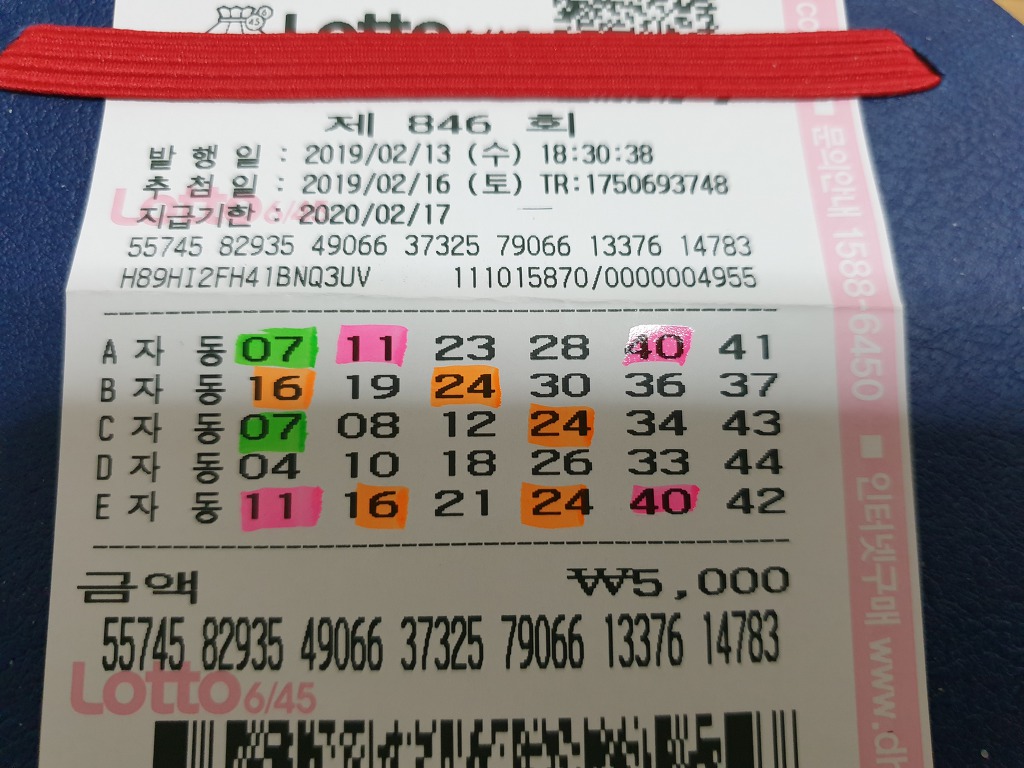 Lotto
제 846 회
발 행 일 : 2019/02/13 (수) 18:30:38
추 첨 일 : 2019/02/16 (토) TR:1750693748
지급기한 : 2020/02/17
Lotto 6/45
55745 82935 49066 37325 79066 13376 14783
H89HI2FH41BNQ3UV 111015870/0000004955
A 자 동 07 11 23 28 40 41
B 자 동 16 19 24 30 36 37
C 자 동 07 08 12 24 34 43
D 자 동 04 10 18 26 33 44
E 자 동 11 16 21 24 40 42
금액 ₩5,000
55745 82935 49066 37325 79066 13376 14783
Lotto 6/45
■ 문의안내 1588-6450 ■ 인터넷구매 www.dh